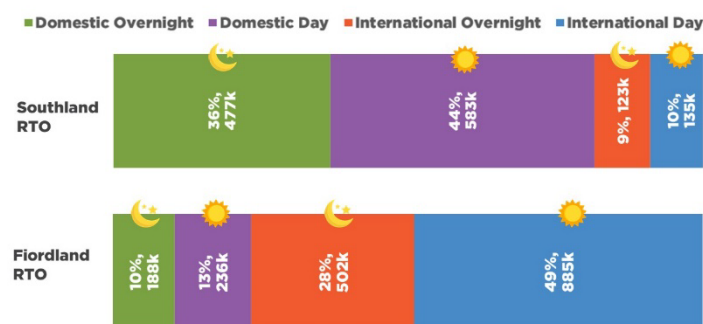 Domestic Overnight Domestic Day International Overnight International Day
Southland
RTO
36%,
477k
44%,
583k
9%, 123k
10%,
135k
Fiordland
RTO
10%,
188k
13%,
236k
28%,
502k
49%,
885k